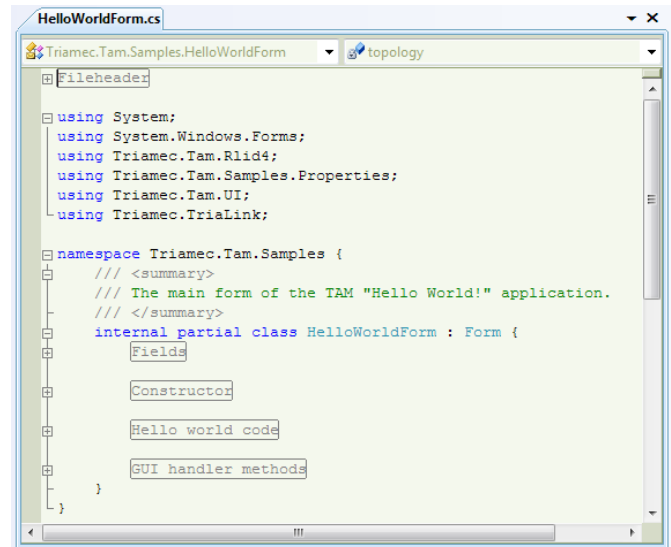 HelloWorldForm.cs
Triamec.Tam.Samples.HelloWorldForm topology
Fileheader
using System;
using System.Windows.Forms;
using Triamec.Tam.Rlid4;
using Triamec.Tam.Samples.Properties;
using Triamec.Tam.UI;
using Triamec.TriaLink;
namespace Triamec.Tam.Samples {
/// <summary>
/// The main form of the TAM "Hello World!" application.
/// </summary>
internal partial class HelloWorldForm : Form {
Fields
Constructor
Hello world code
GUI handler methods
}
}